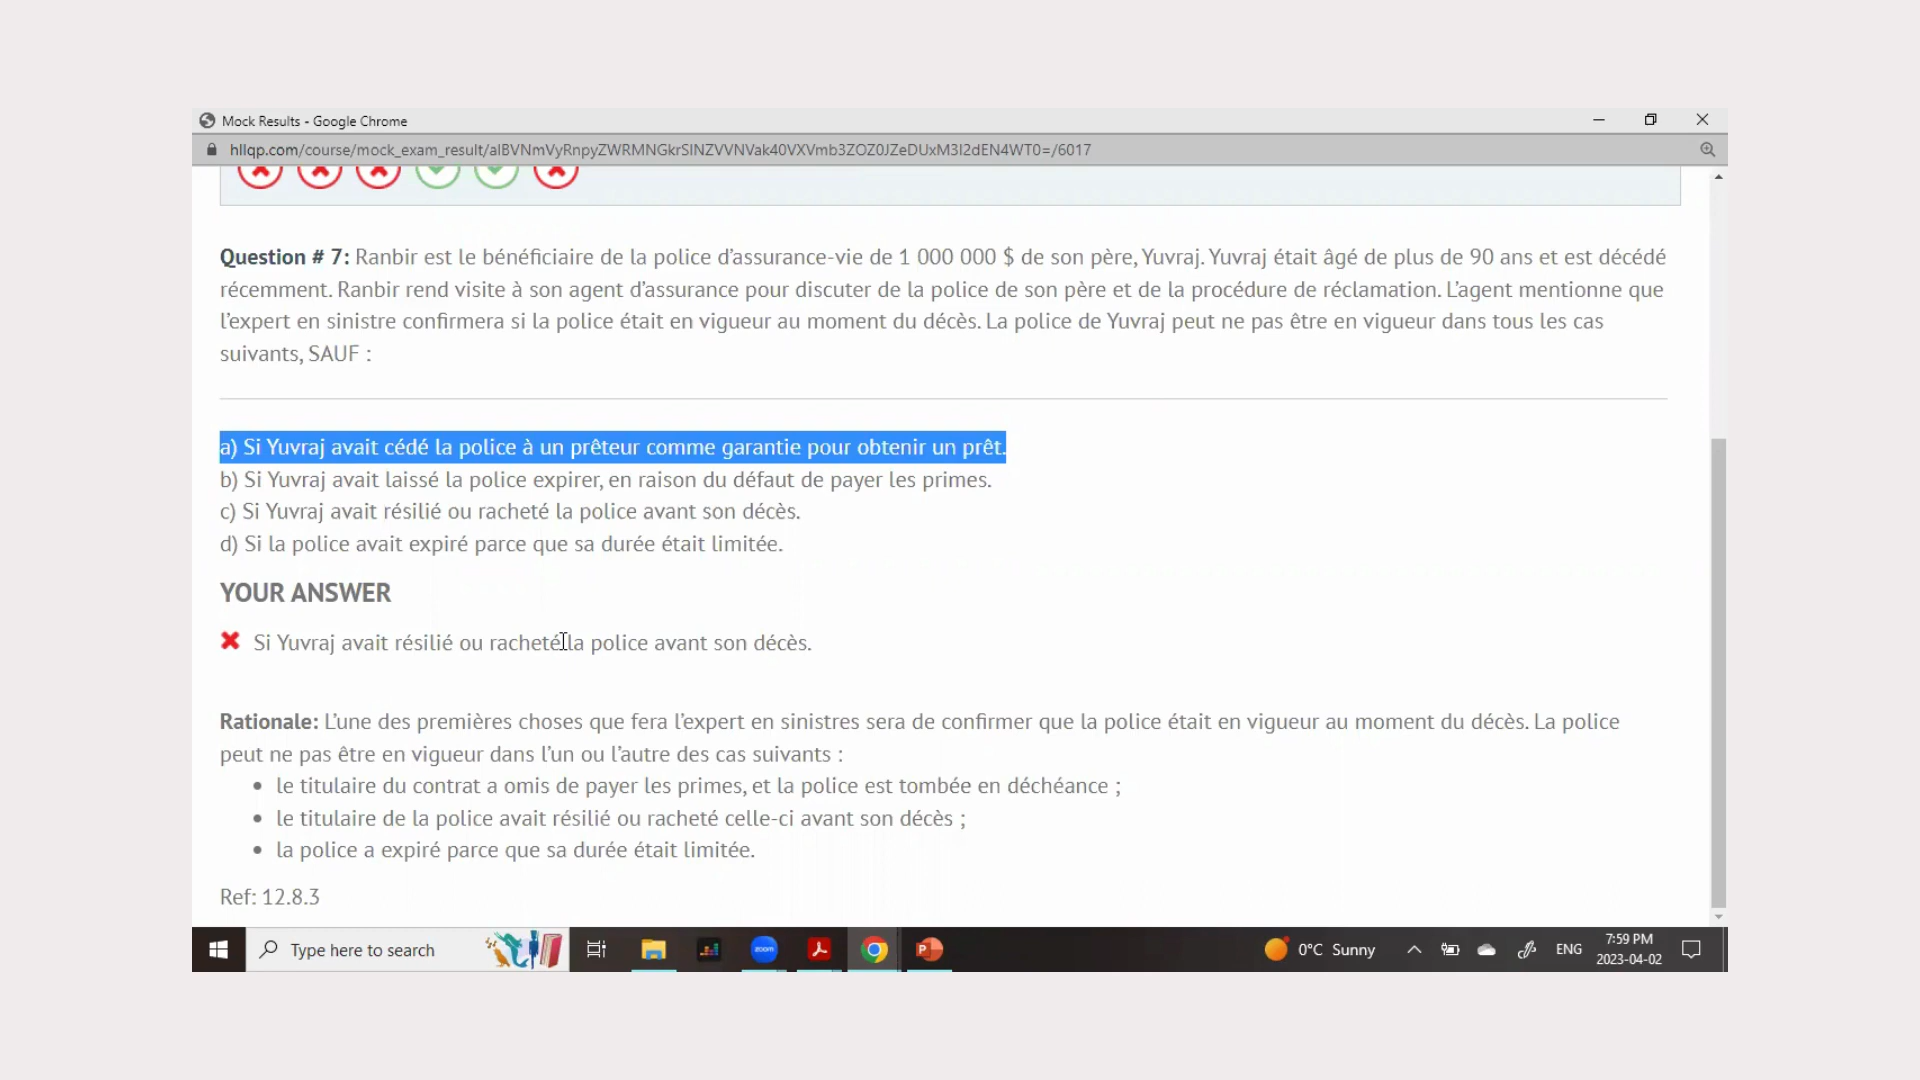 Mock Results - Google Chrome
hllqp.com/course/mock_exam_result/alBVNmVyRnpyZWRMNGkrSlNZVVNVak40VXVmb3ZOZ0JZeDUxM3I2dEN4WT0=/6017
Question # 7: Ranbir est le bénéficiaire de la police d’assurance-vie de 1 000 000 $ de son père, Yuvraj. Yuvraj était âgé de plus de 90 ans et est décédé
récemment. Ranbir rend visite à son agent d’assurance pour discuter de la police de son père et de la procédure de réclamation. L’agent mentionne que
l’expert en sinistre confirmera si la police était en vigueur au moment du décès. La police de Yuvraj peut ne pas être en vigueur dans tous les cas
suivants, SAUF :
a) Si Yuvraj avait cédé la police à un prêteur comme garantie pour obtenir un prêt.
b) Si Yuvraj avait laissé la police expirer, en raison du défaut de payer les primes.
c) Si Yuvraj avait résilié ou racheté la police avant son décès.
d) Si la police avait expiré parce que sa durée était limitée.
YOUR ANSWER
Si Yuvraj avait résilié ou racheté la police avant son décès.
Rationale: L’une des premières choses que fera l’expert en sinistres sera de confirmer que la police était en vigueur au moment du décès. La police
peut ne pas être en vigueur dans l’un ou l’autre des cas suivants :
• le titulaire du contrat a omis de payer les primes, et la police est tombée en déchéance ;
• le titulaire de la police avait résilié ou racheté celle-ci avant son décès ;
• la police a expiré parce que sa durée était limitée.
Ref: 12.8.3
Type here to search
zoom
0°C Sunny
ENG
7:59 PM
2023-04-02